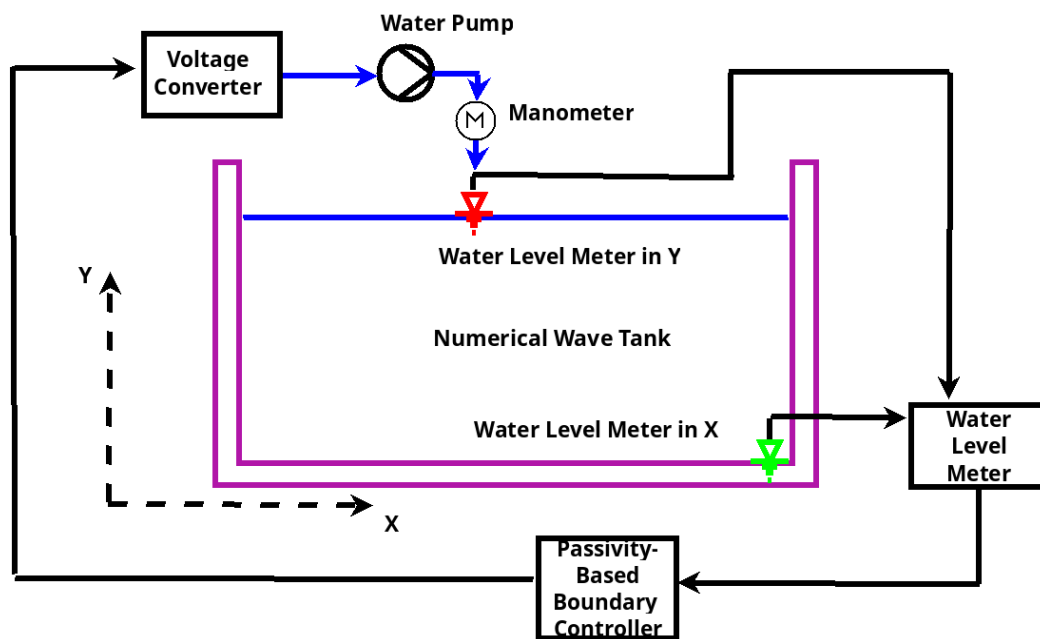 Water Pump
Voltage
Converter
M
Manometer
Water Level Meter in Y
Y
Numerical Wave Tank
Water Level Meter in X
Water
Level
Meter
X
Passivity-
Based
Boundary
Controller